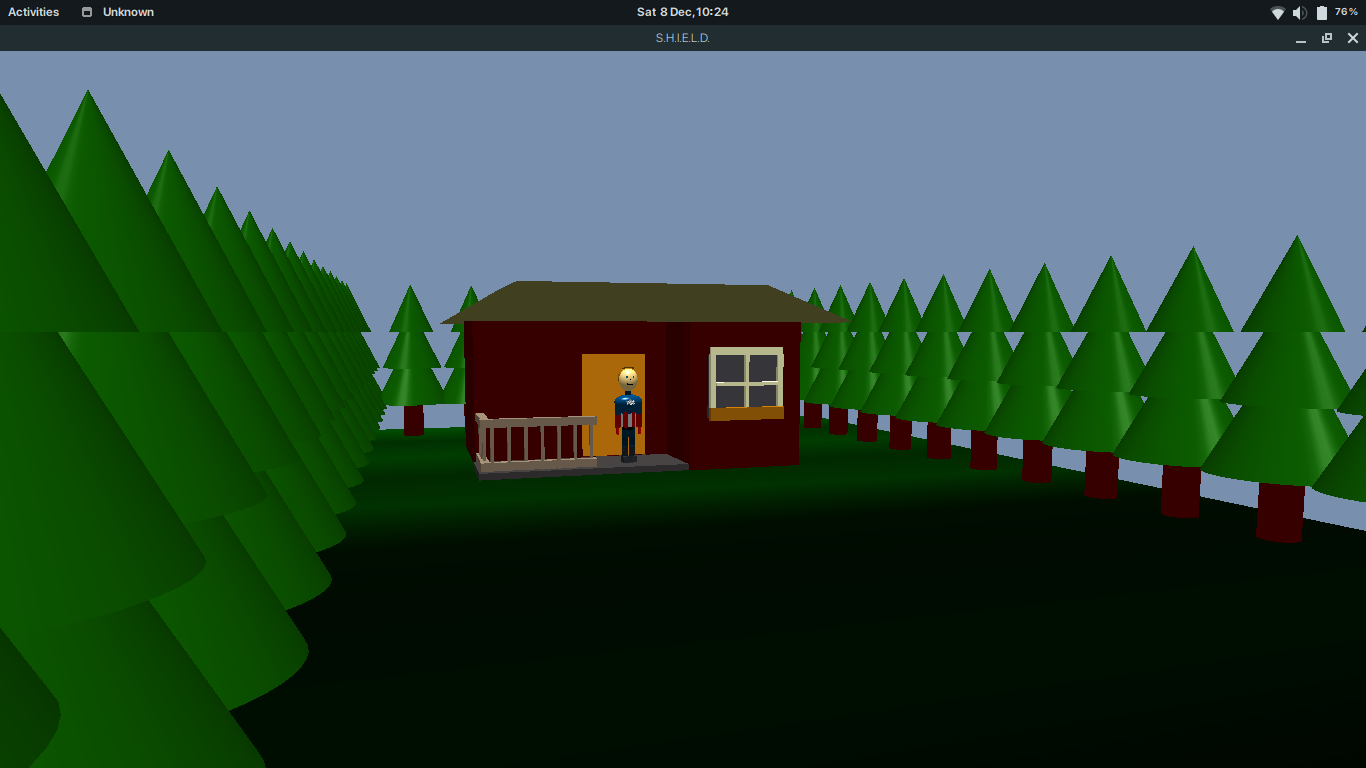 Activities Unknown Sat 8 Dec, 10:24 76%
S.H.I.E.L.D.